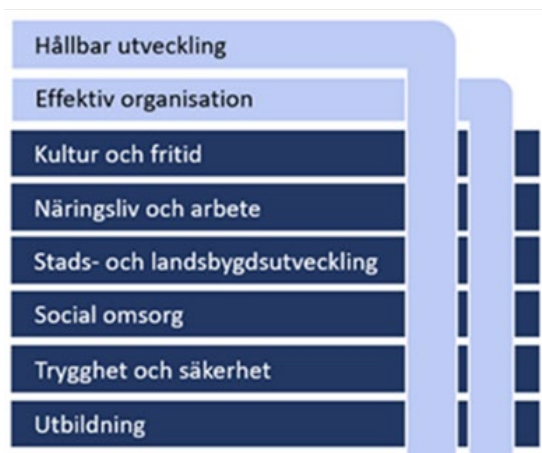 Hållbar utveckling
Effektiv organisation
Kultur och fritid
Näringsliv och arbete
Stads- och landsbygdsutveckling
Social omsorg
Trygghet och säkerhet
Utbildning